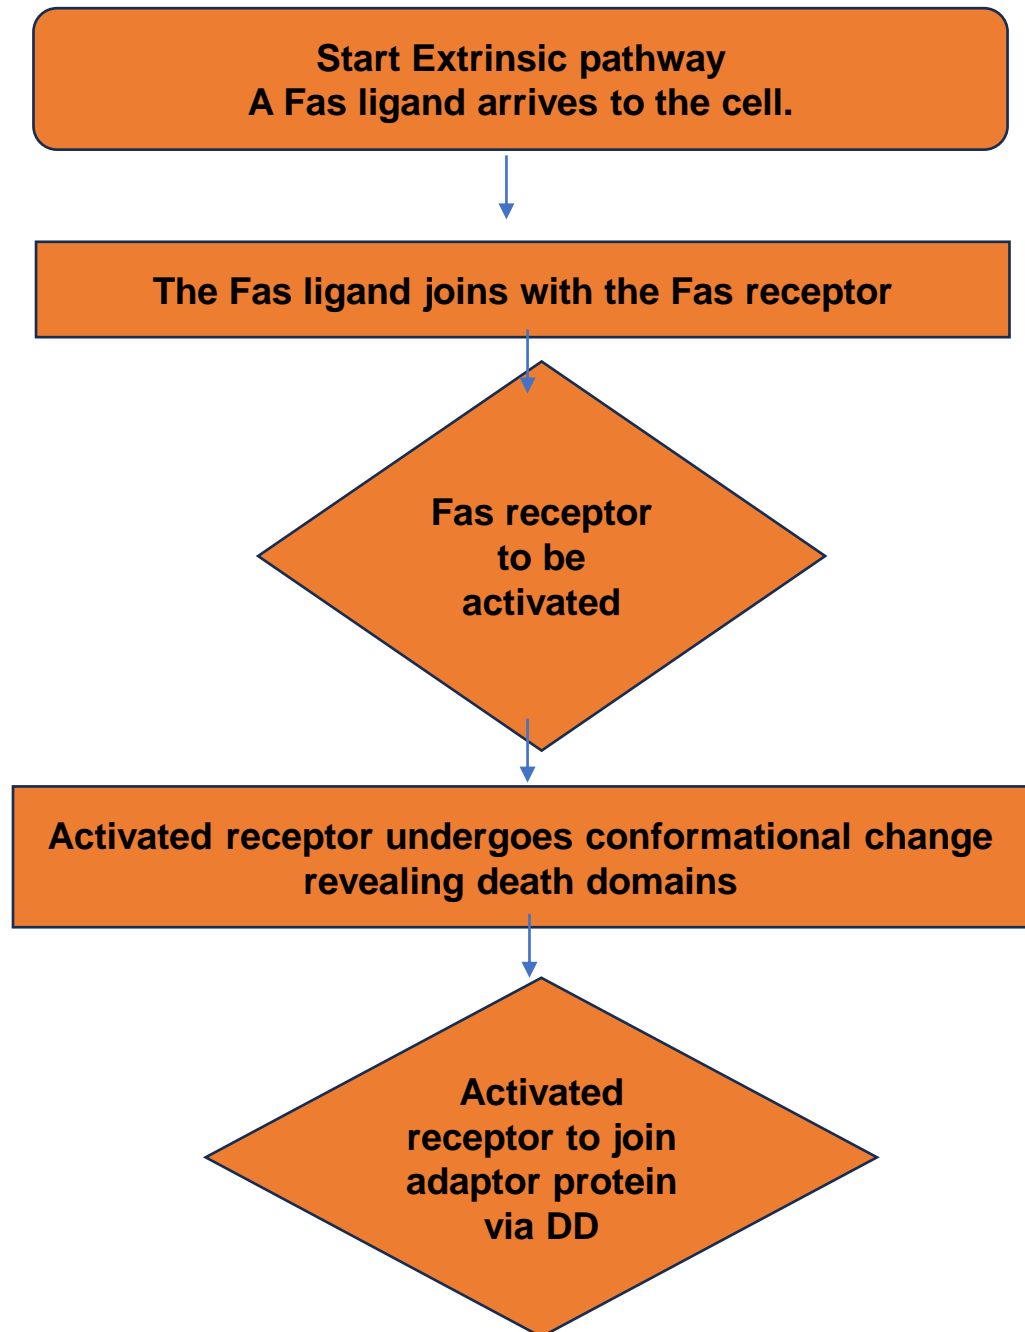 Start Extrinsic pathway
A Fas ligand arrives to the cell.
The Fas ligand joins with the Fas receptor
Fas receptor
to be
activated
Activated receptor undergoes conformational change
revealing death domains
Activated
receptor to join
adaptor protein
via DD